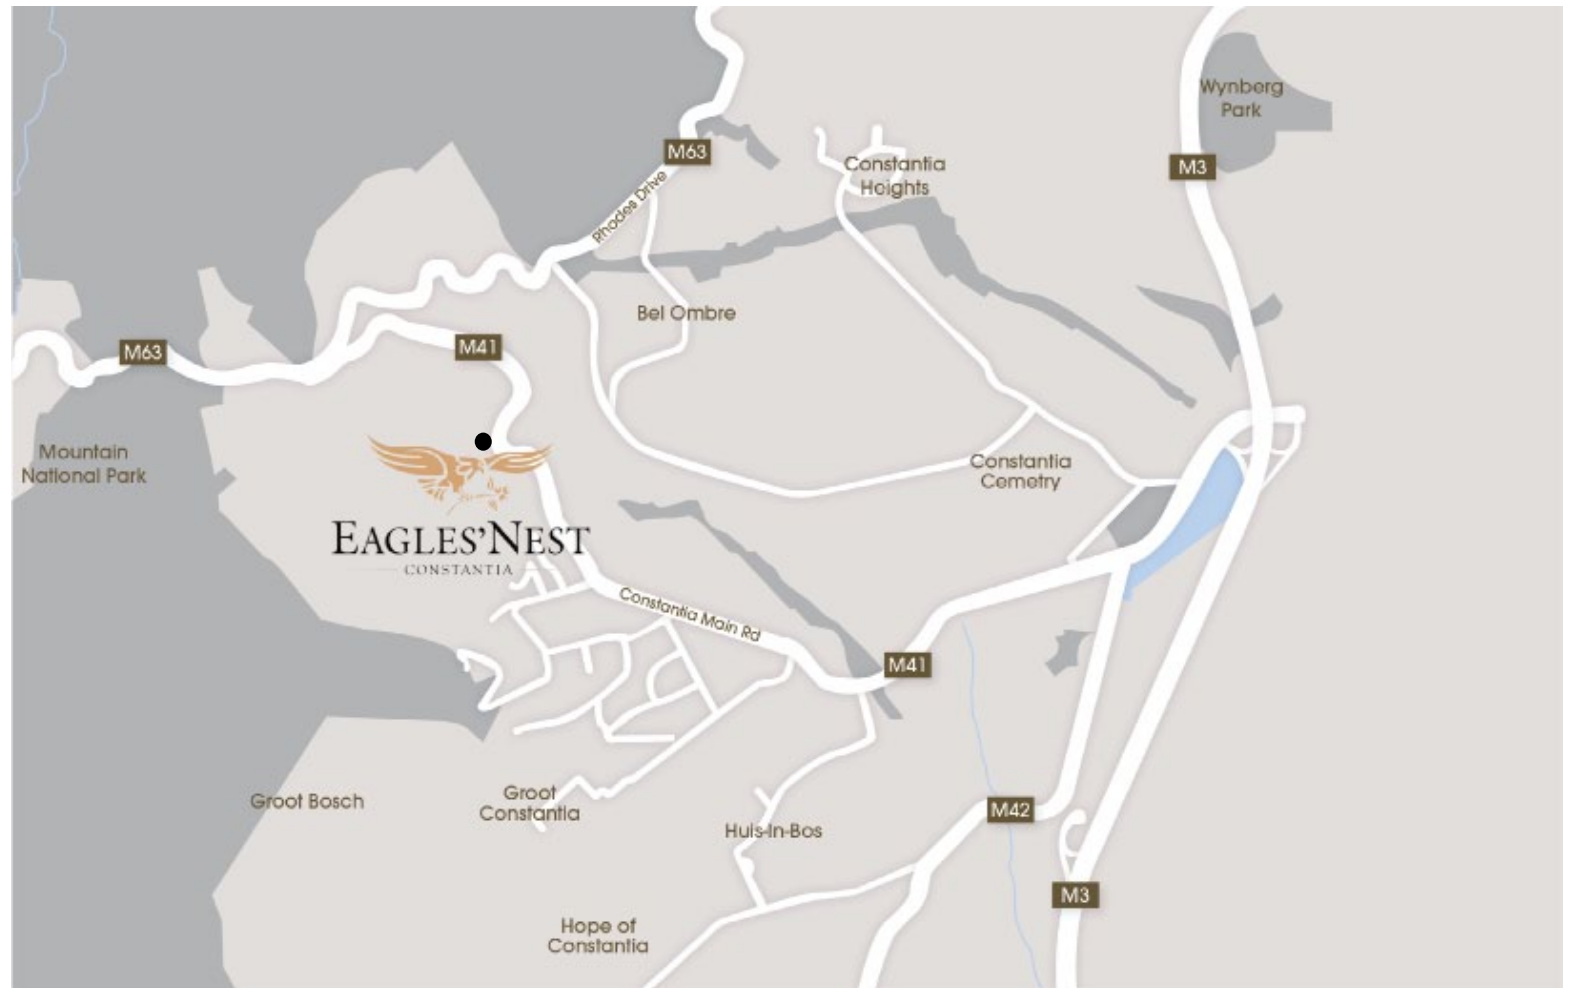 Wynberg
Park
M63
M3
Constantia
Heights
Rhodes Drive
Bel Ombre
M41
M63
Mountain
National Park
Constantia
Cemetry
EAGLES'NEST
CONSTANTIA
Constantia Main Rd
M41
Groot Bosch
Groot
Constantia
M42
Huis-In-Bos
M3
Hope of
Constantia